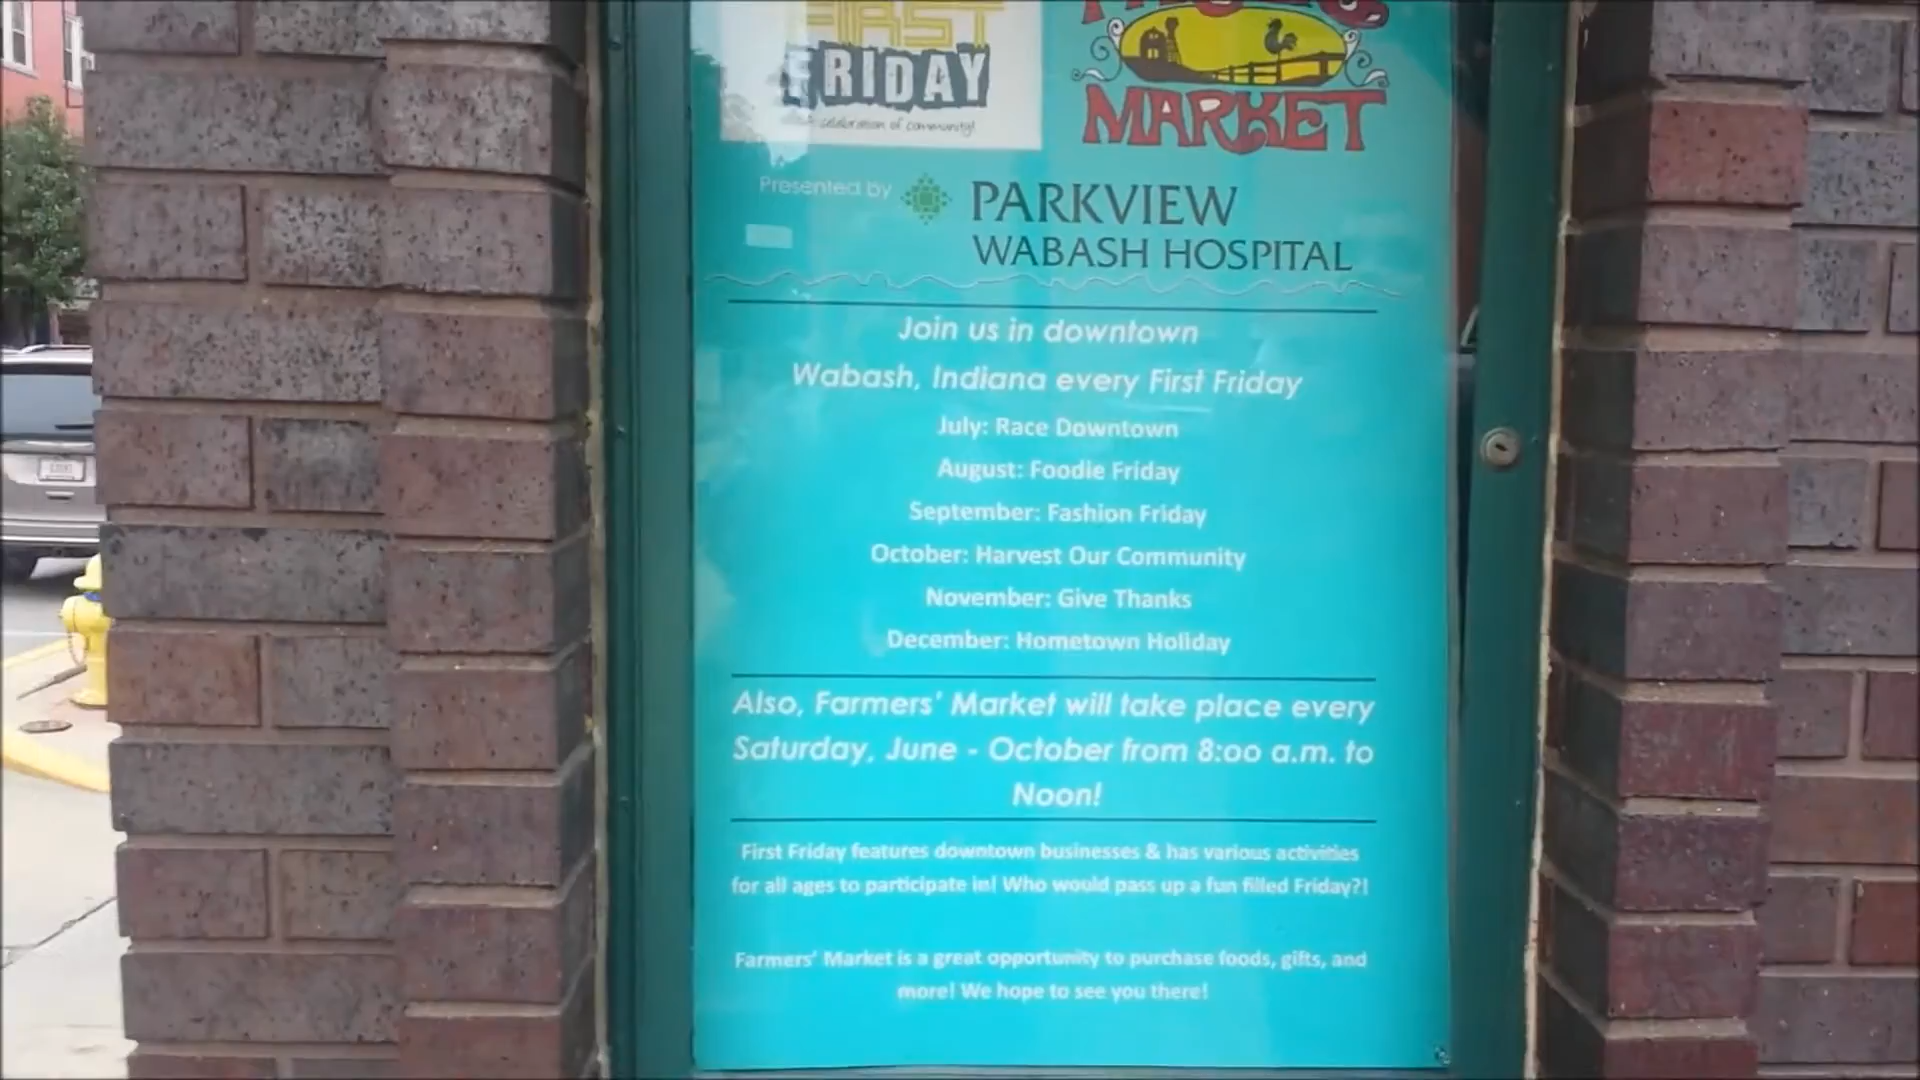 FIRST
FRIDAY
celebration of community!
MARKET
Presented by
PARKVIEW
WABASH HOSPITAL
Join us in downtown
Wabash, Indiana every First Friday
July: Race Downtown
August: Foodie Friday
September: Fashion Friday
October: Harvest Our Community
November: Give Thanks
December: Hometown Holiday
Also, Farmers' Market will take place every
Saturday, June - October from 8:00 a.m. to
Noon!
First Friday features downtown businesses & has various activities
for all ages to participate in! Who would pass up a fun filled Friday?!
Farmers' Market is a great opportunity to purchase foods, gifts, and
more! We hope to see you there!